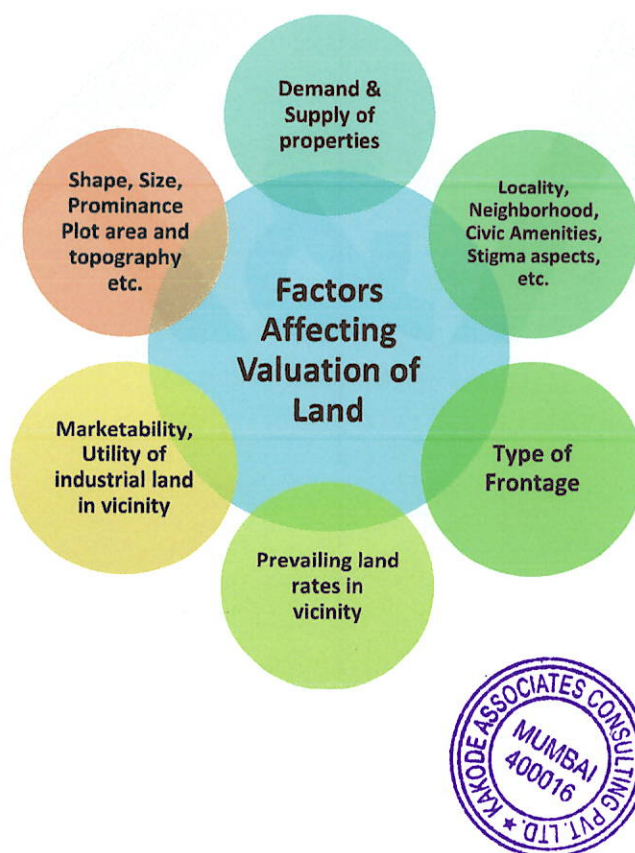 Demand &
Supply of
properties
Shape, Size,
Prominance
Plot area and
topography
etc.
Locality,
Neighborhood,
Civic Amenities,
Stigma aspects,
etc.
Factors
Affecting
Valuation of
Land
Marketability,
Utility of
industrial land
in vicinity
Type of
Frontage
Prevailing land
rates in
vicinity
KAKODE ASSOCIATES CONSULTING PVT. LTD. ★
MUMBAI
400016